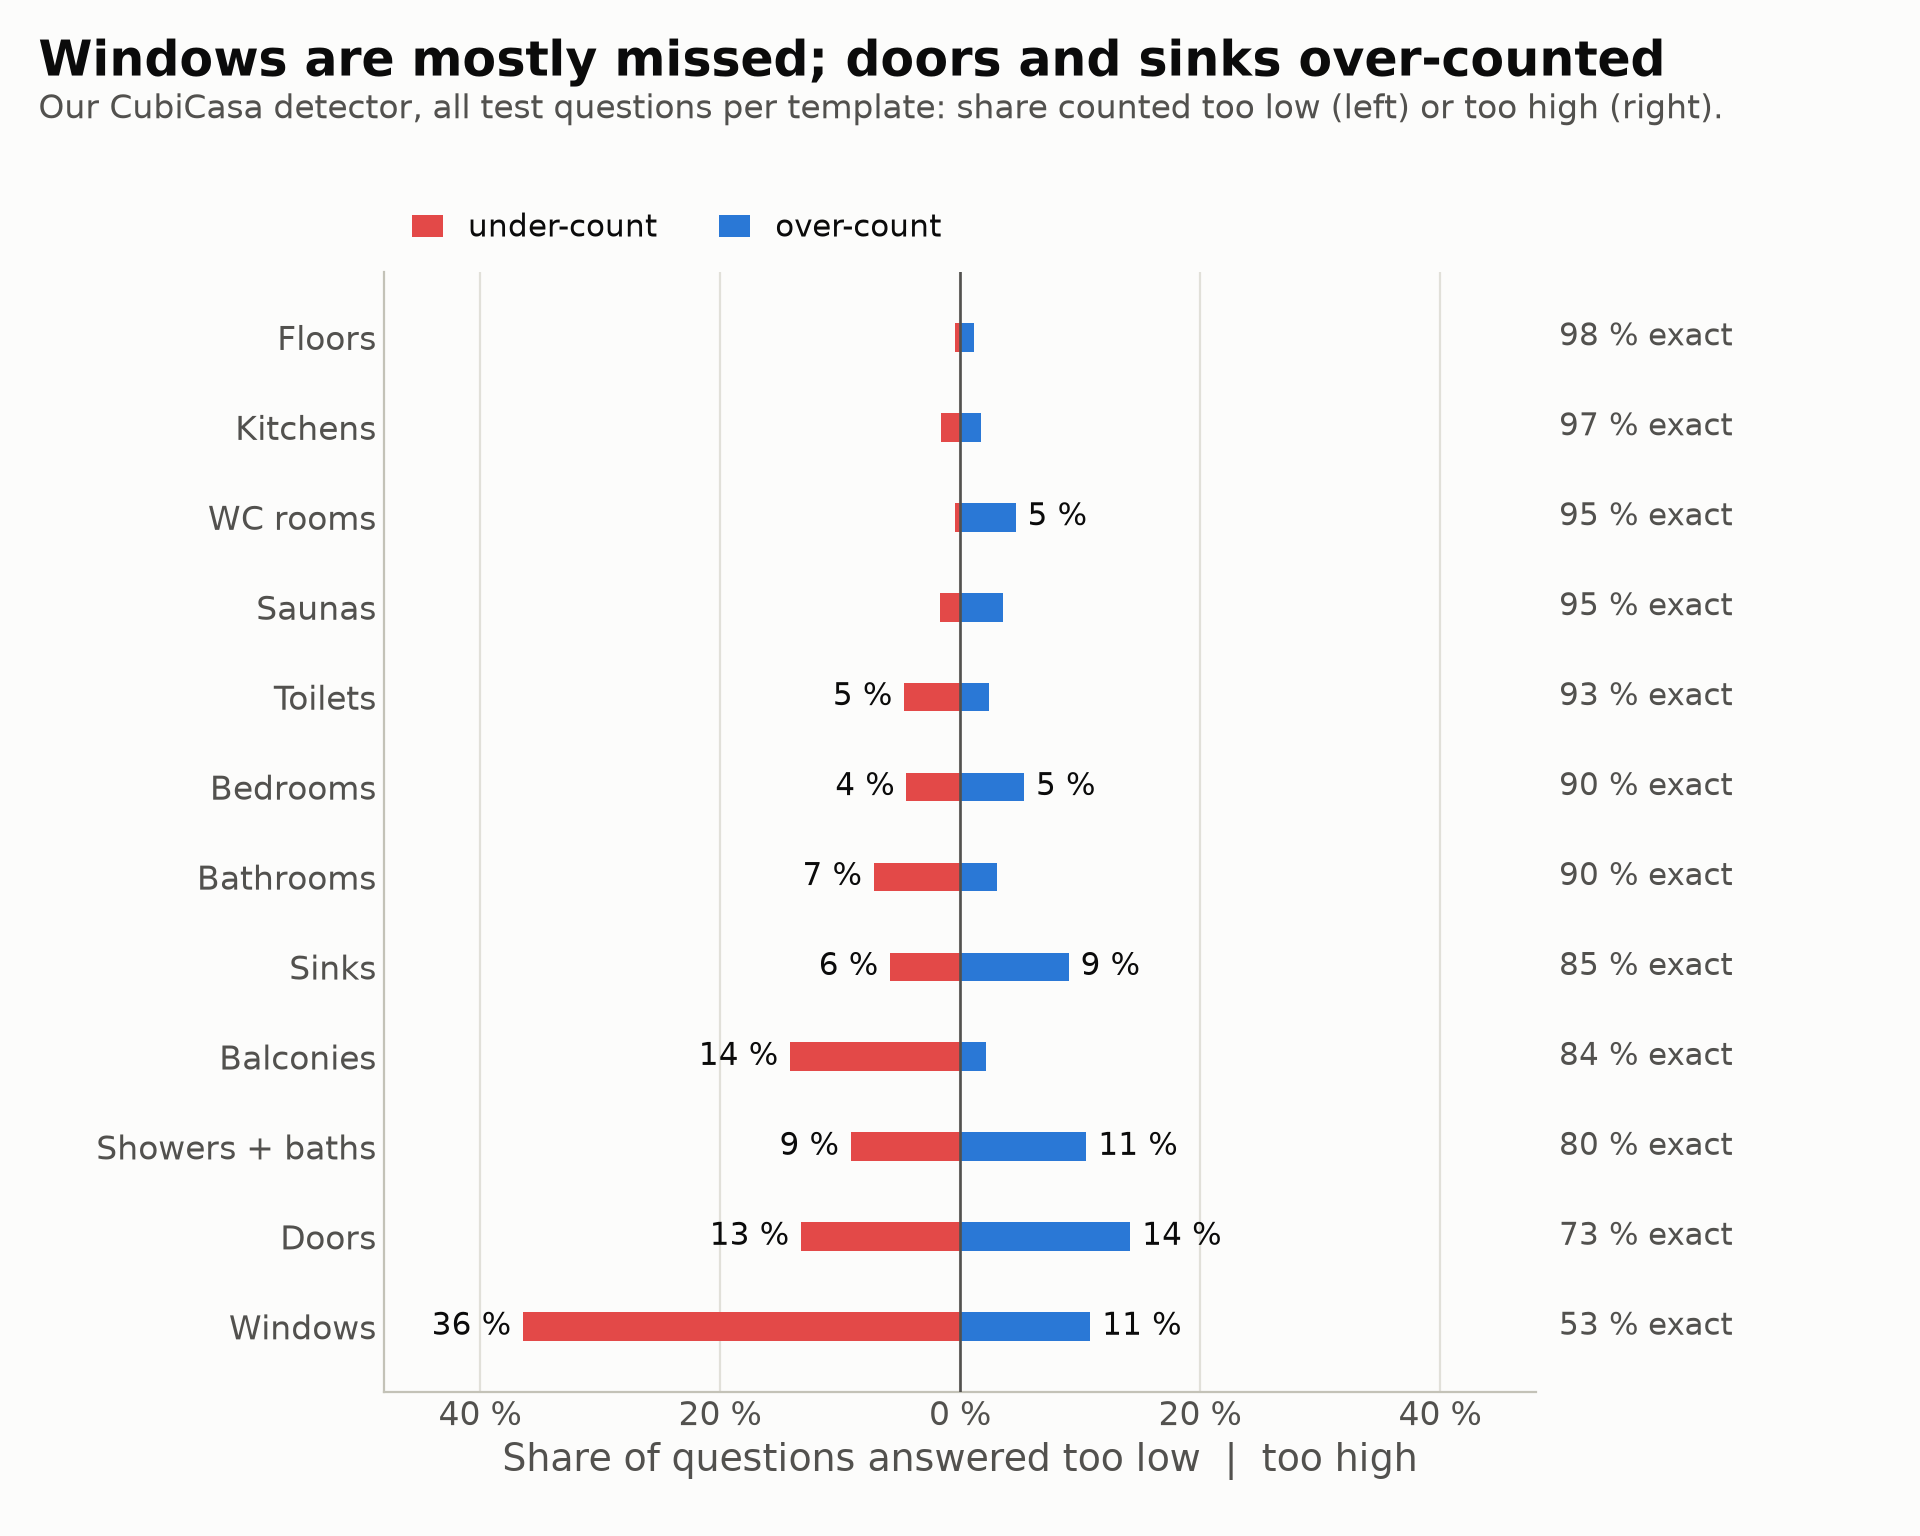 Windows are mostly missed; doors and sinks over-counted
Our CubiCasa detector, all test questions per template: share counted too low (left) or too high (right).
under-count over-count
Floors 98 % exact
Kitchens 97 % exact
WC rooms 5 % 95 % exact
Saunas 95 % exact
Toilets 5 % 93 % exact
Bedrooms 4 % 5 % 90 % exact
Bathrooms 7 % 90 % exact
Sinks 6 % 9 % 85 % exact
Balconies 14 % 84 % exact
Showers + baths 9 % 11 % 80 % exact
Doors 13 % 14 % 73 % exact
Windows 36 % 11 % 53 % exact
40 % 20 % 0 % 20 % 40 %
Share of questions answered too low | too high